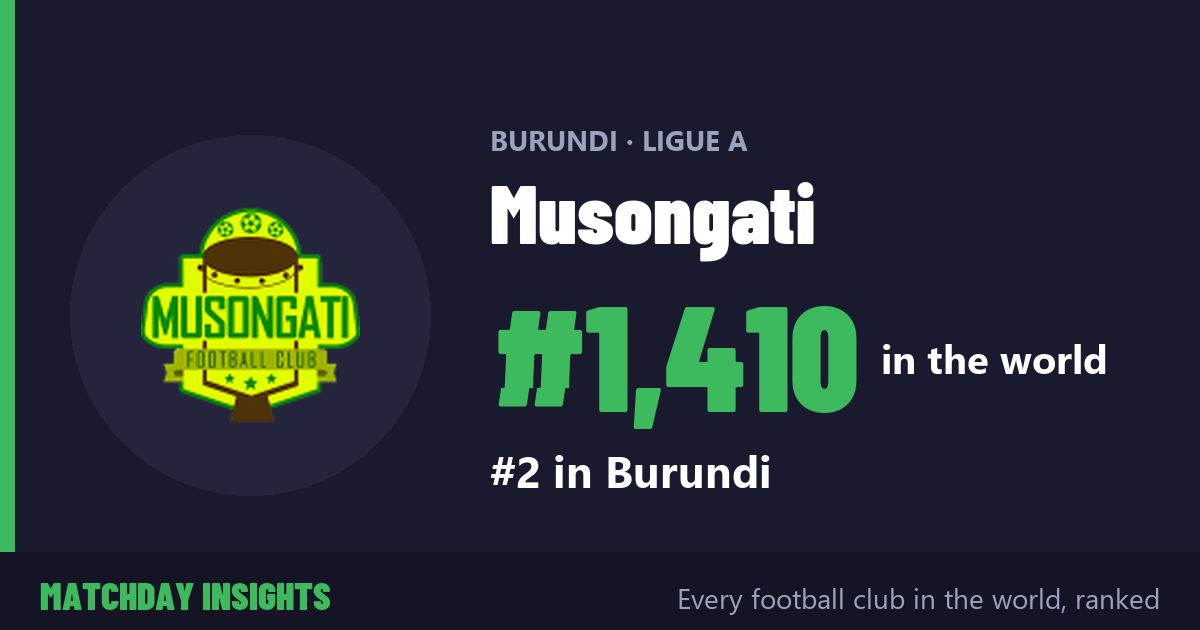 BURUNDI · LIGUE A
Musongati
MUSONGATI
FOOTBALL CLUB
#1,410 in the world
#2 in Burundi
MATCHDAY INSIGHTS
Every football club in the world, ranked